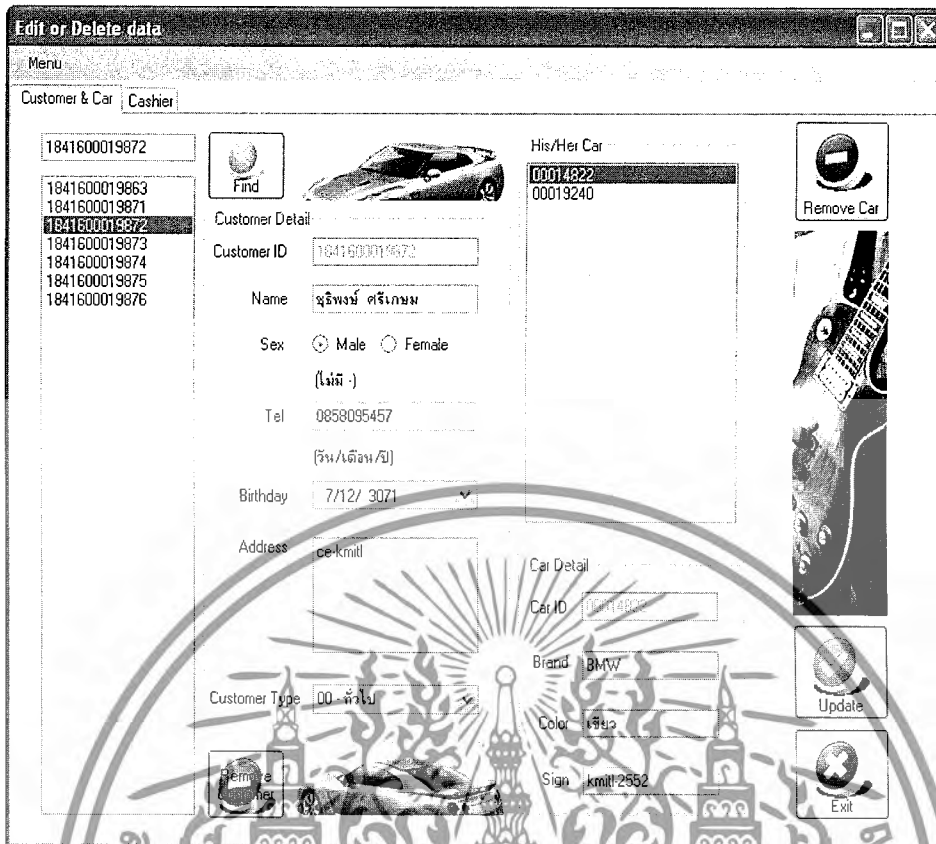 Edit or Delete data
Menu
Customer & Car
Cashier
1841600019872
1841600019863
1841600019871
1841600019872
1841600019873
1841600019874
1841600019875
1841600019876
Find
Customer Detail
Customer ID
1841600019872
Name
ชุติพงษ์ ศรีเกษม
Sex
Male
Female
(ไม่มี -)
Tel
0858095457
(วัน/เดือน/ปี)
Birthday
7/12/ 3071
Address
ce-kmitl
Customer Type
00 - ทั่วไป
Remove
His/Her Car
00014822
00019240
Car Detail
Car ID
00014822
Brand
BMW
Color
เขียว
Sign
kmitl-2552
Remove Car
Update
Exit